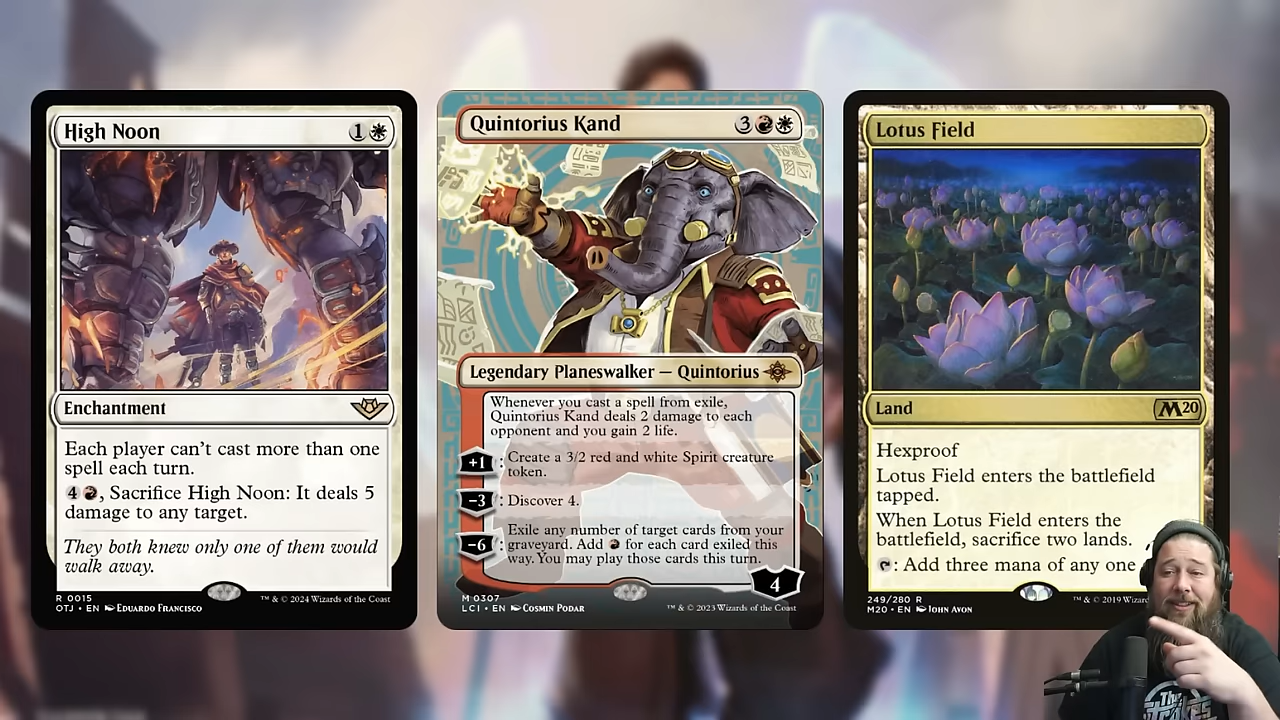 High Noon
1
Enchantment
Each player can't cast more than one
spell each turn.
4 , Sacrifice High Noon: It deals 5
damage to any target.
They both knew only one of them would
walk away.
R 0015
OTJ • EN Eduardo Francisco
™ & © 2024 Wizards of the Coast
Quintorius Kand
3
Legendary Planeswalker — Quintorius
Whenever you cast a spell from exile,
Quintorius Kand deals 2 damage to each
opponent and you gain 2 life.
+1 : Create a 3/2 red and white Spirit creature
token.
−3 : Discover 4.
−6 : Exile any number of target cards from your
graveyard. Add for each card exiled this
way. You may play those cards this turn.
4
M 0307
LCI • EN Cosmin Podar
™ & © 2023 Wizards of the Coast
Lotus Field
Land
M20
Hexproof
Lotus Field enters the battlefield
tapped.
When Lotus Field enters the
battlefield, sacrifice two lands.
: Add three mana of any one
249/280 R
M20 • EN John Avon
™ & © 2019
The